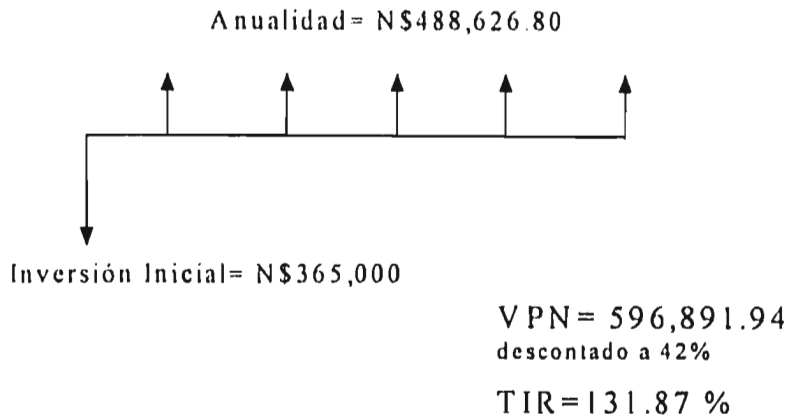 Anualidad= N$488,626.80
Inversión Inicial= N$365,000
VPN= 596,891.94
descontado a 42%
TIR=131.87 %